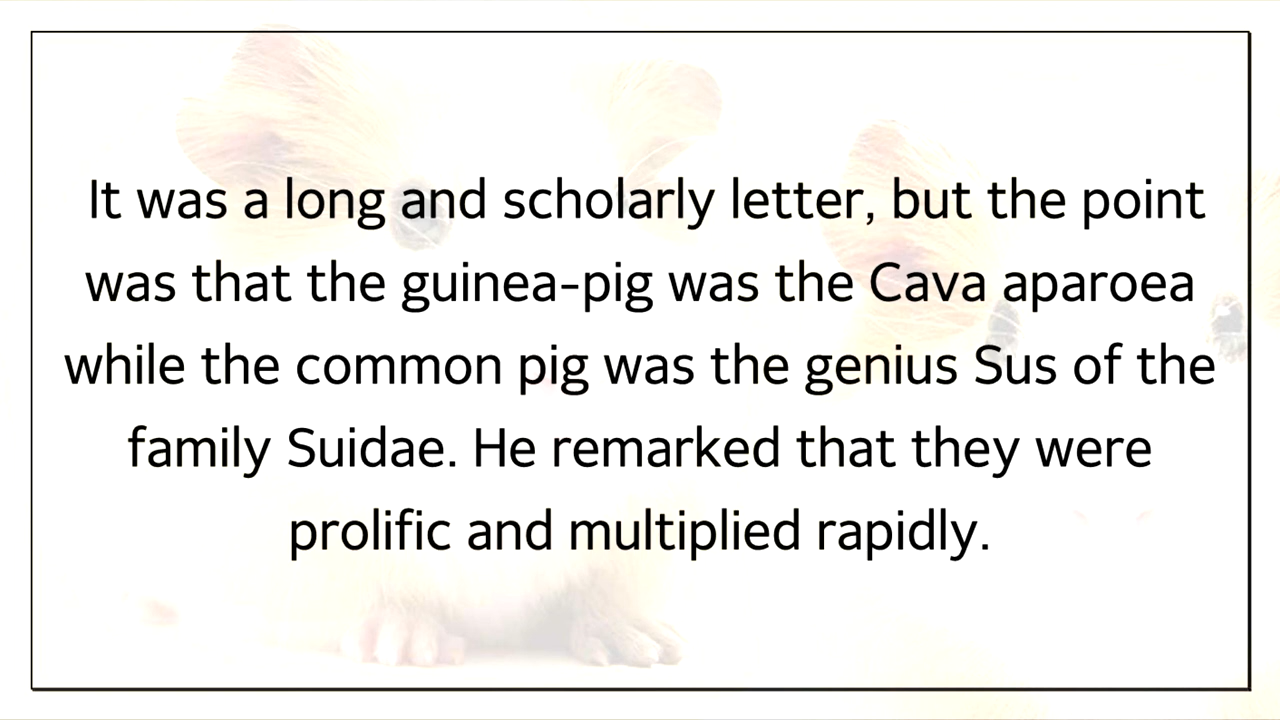 It was a long and scholarly letter, but the point
was that the guinea-pig was the Cava aparoea
while the common pig was the genius Sus of the
family Suidae. He remarked that they were
prolific and multiplied rapidly.